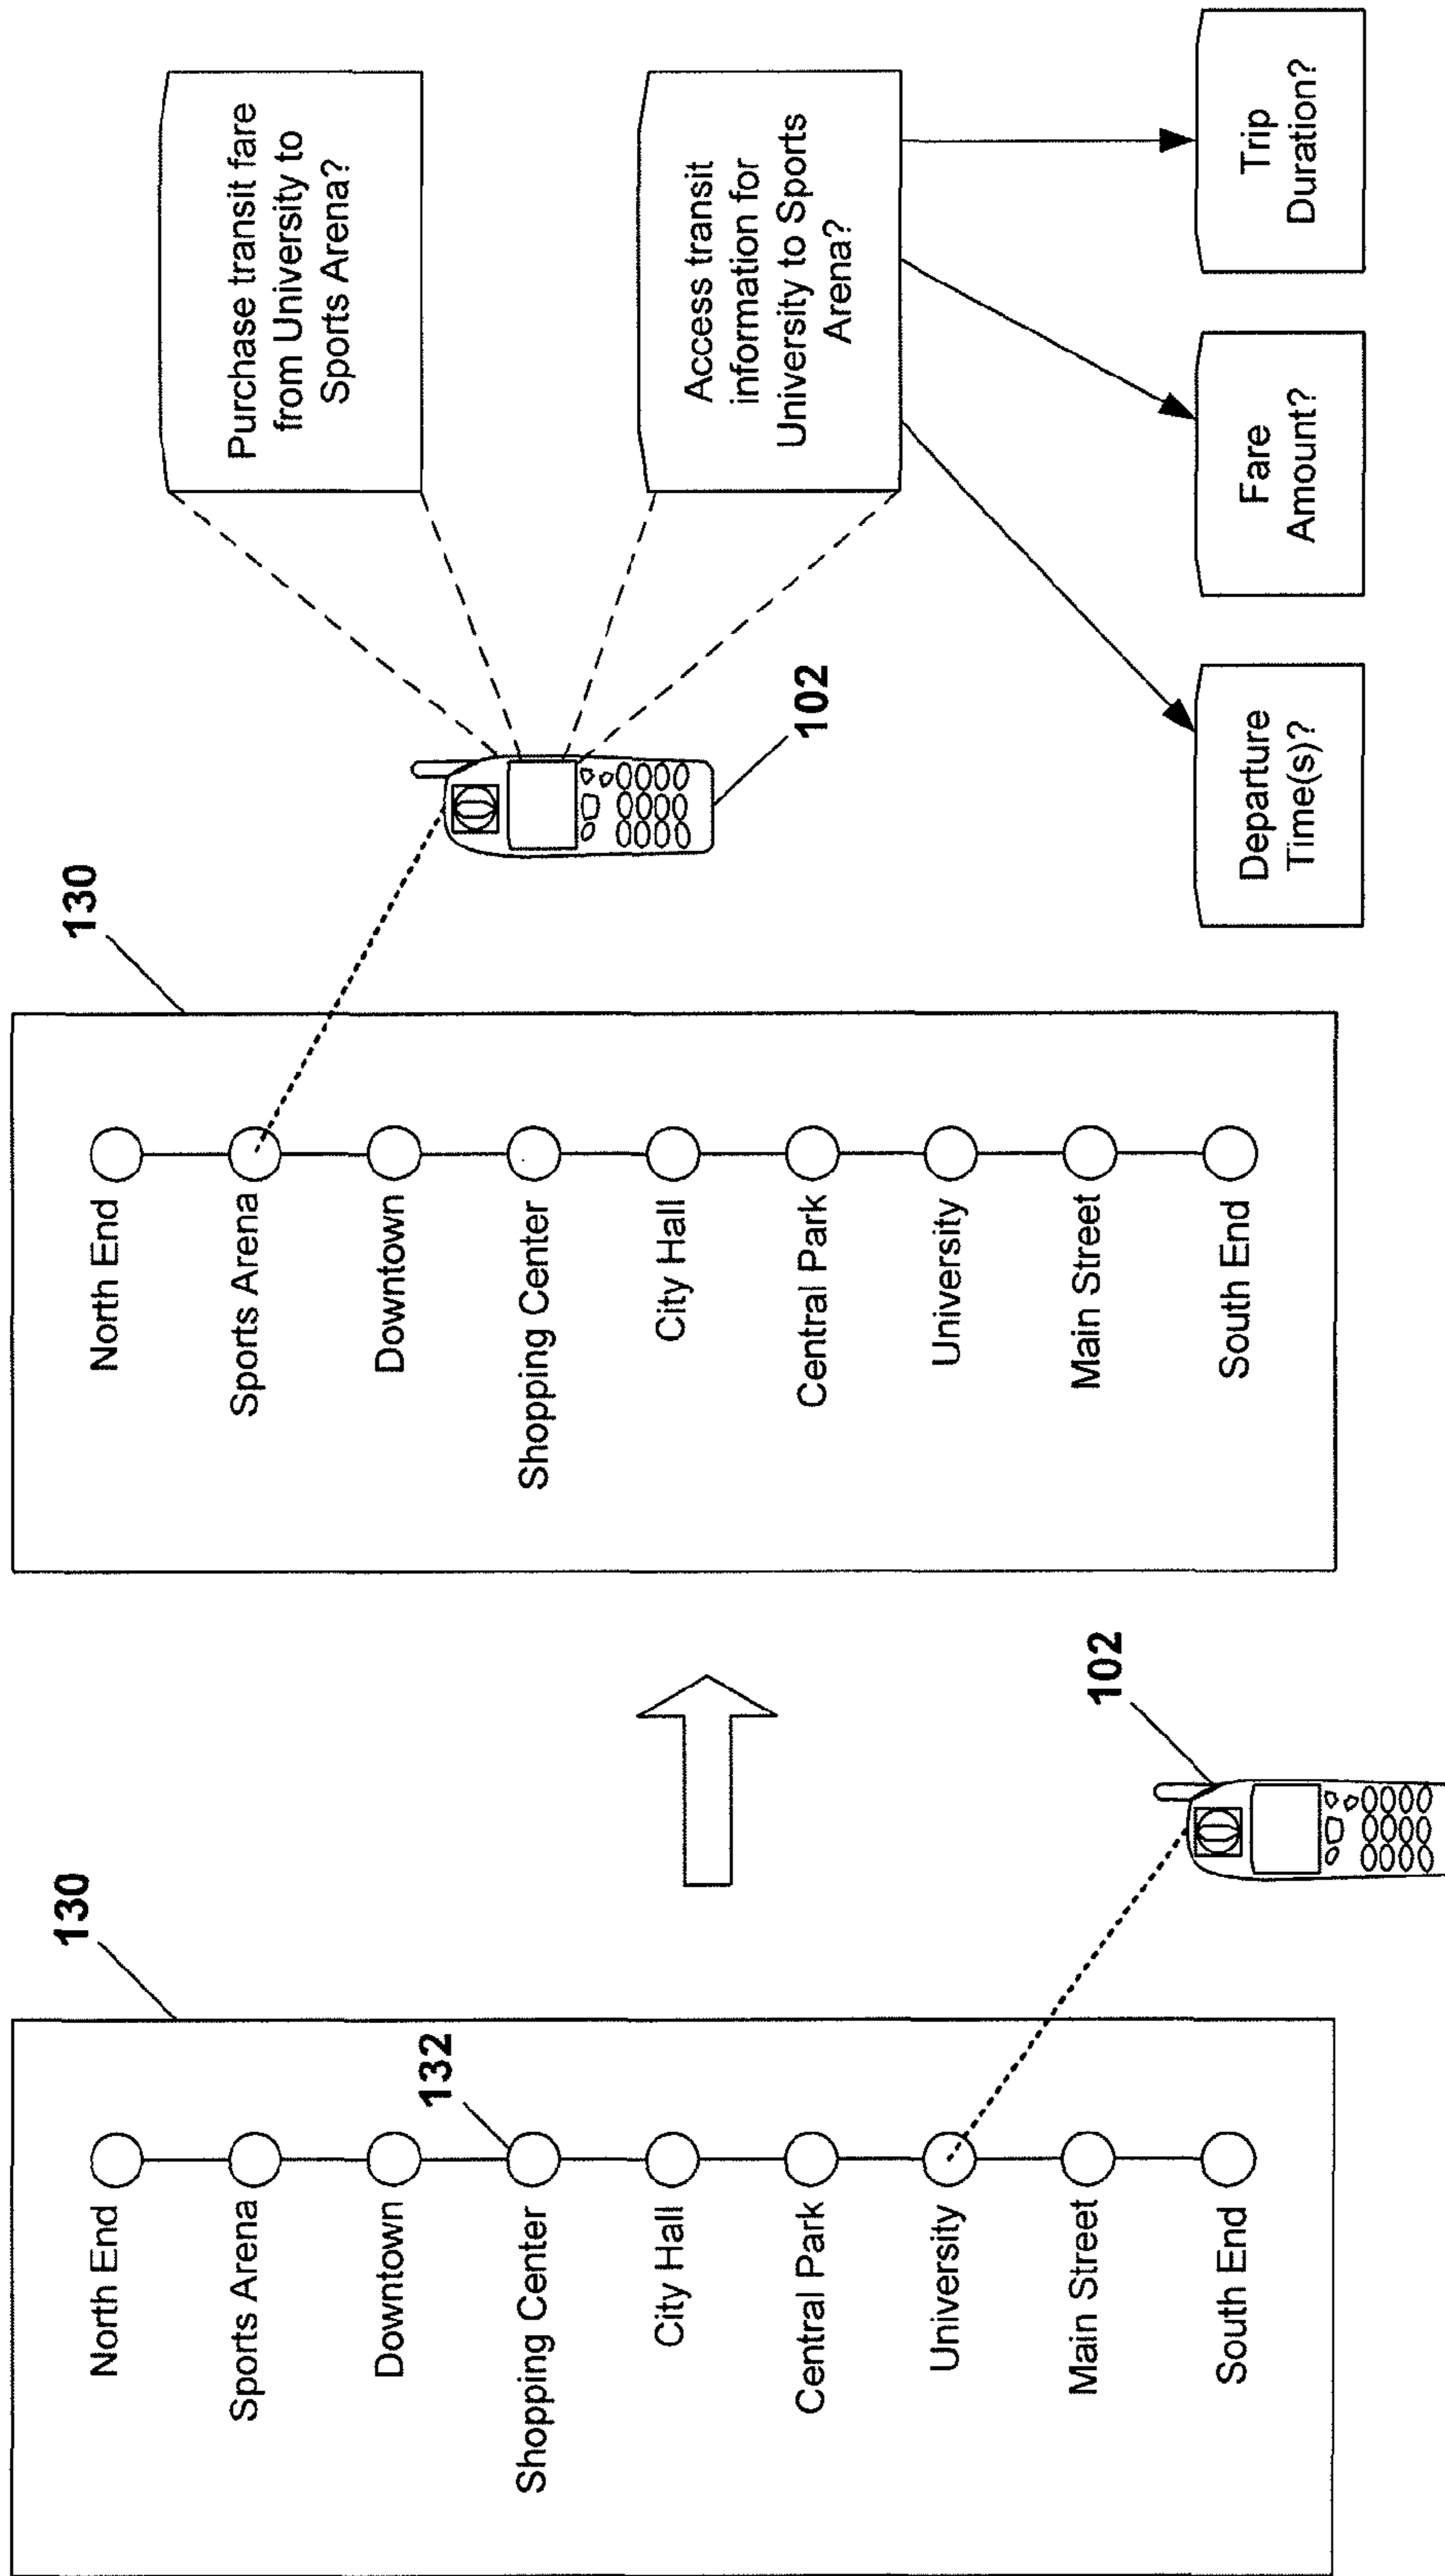 130
North End
Sports Arena
Downtown
132
Shopping Center
City Hall
Central Park
University
Main Street
South End
102
130
North End
Sports Arena
Downtown
Shopping Center
City Hall
Central Park
University
Main Street
South End
102
Purchase transit fare
from University to
Sports Arena?
Access transit
information for
University to Sports
Arena?
Departure
Time(s)?
Fare
Amount?
Trip
Duration?